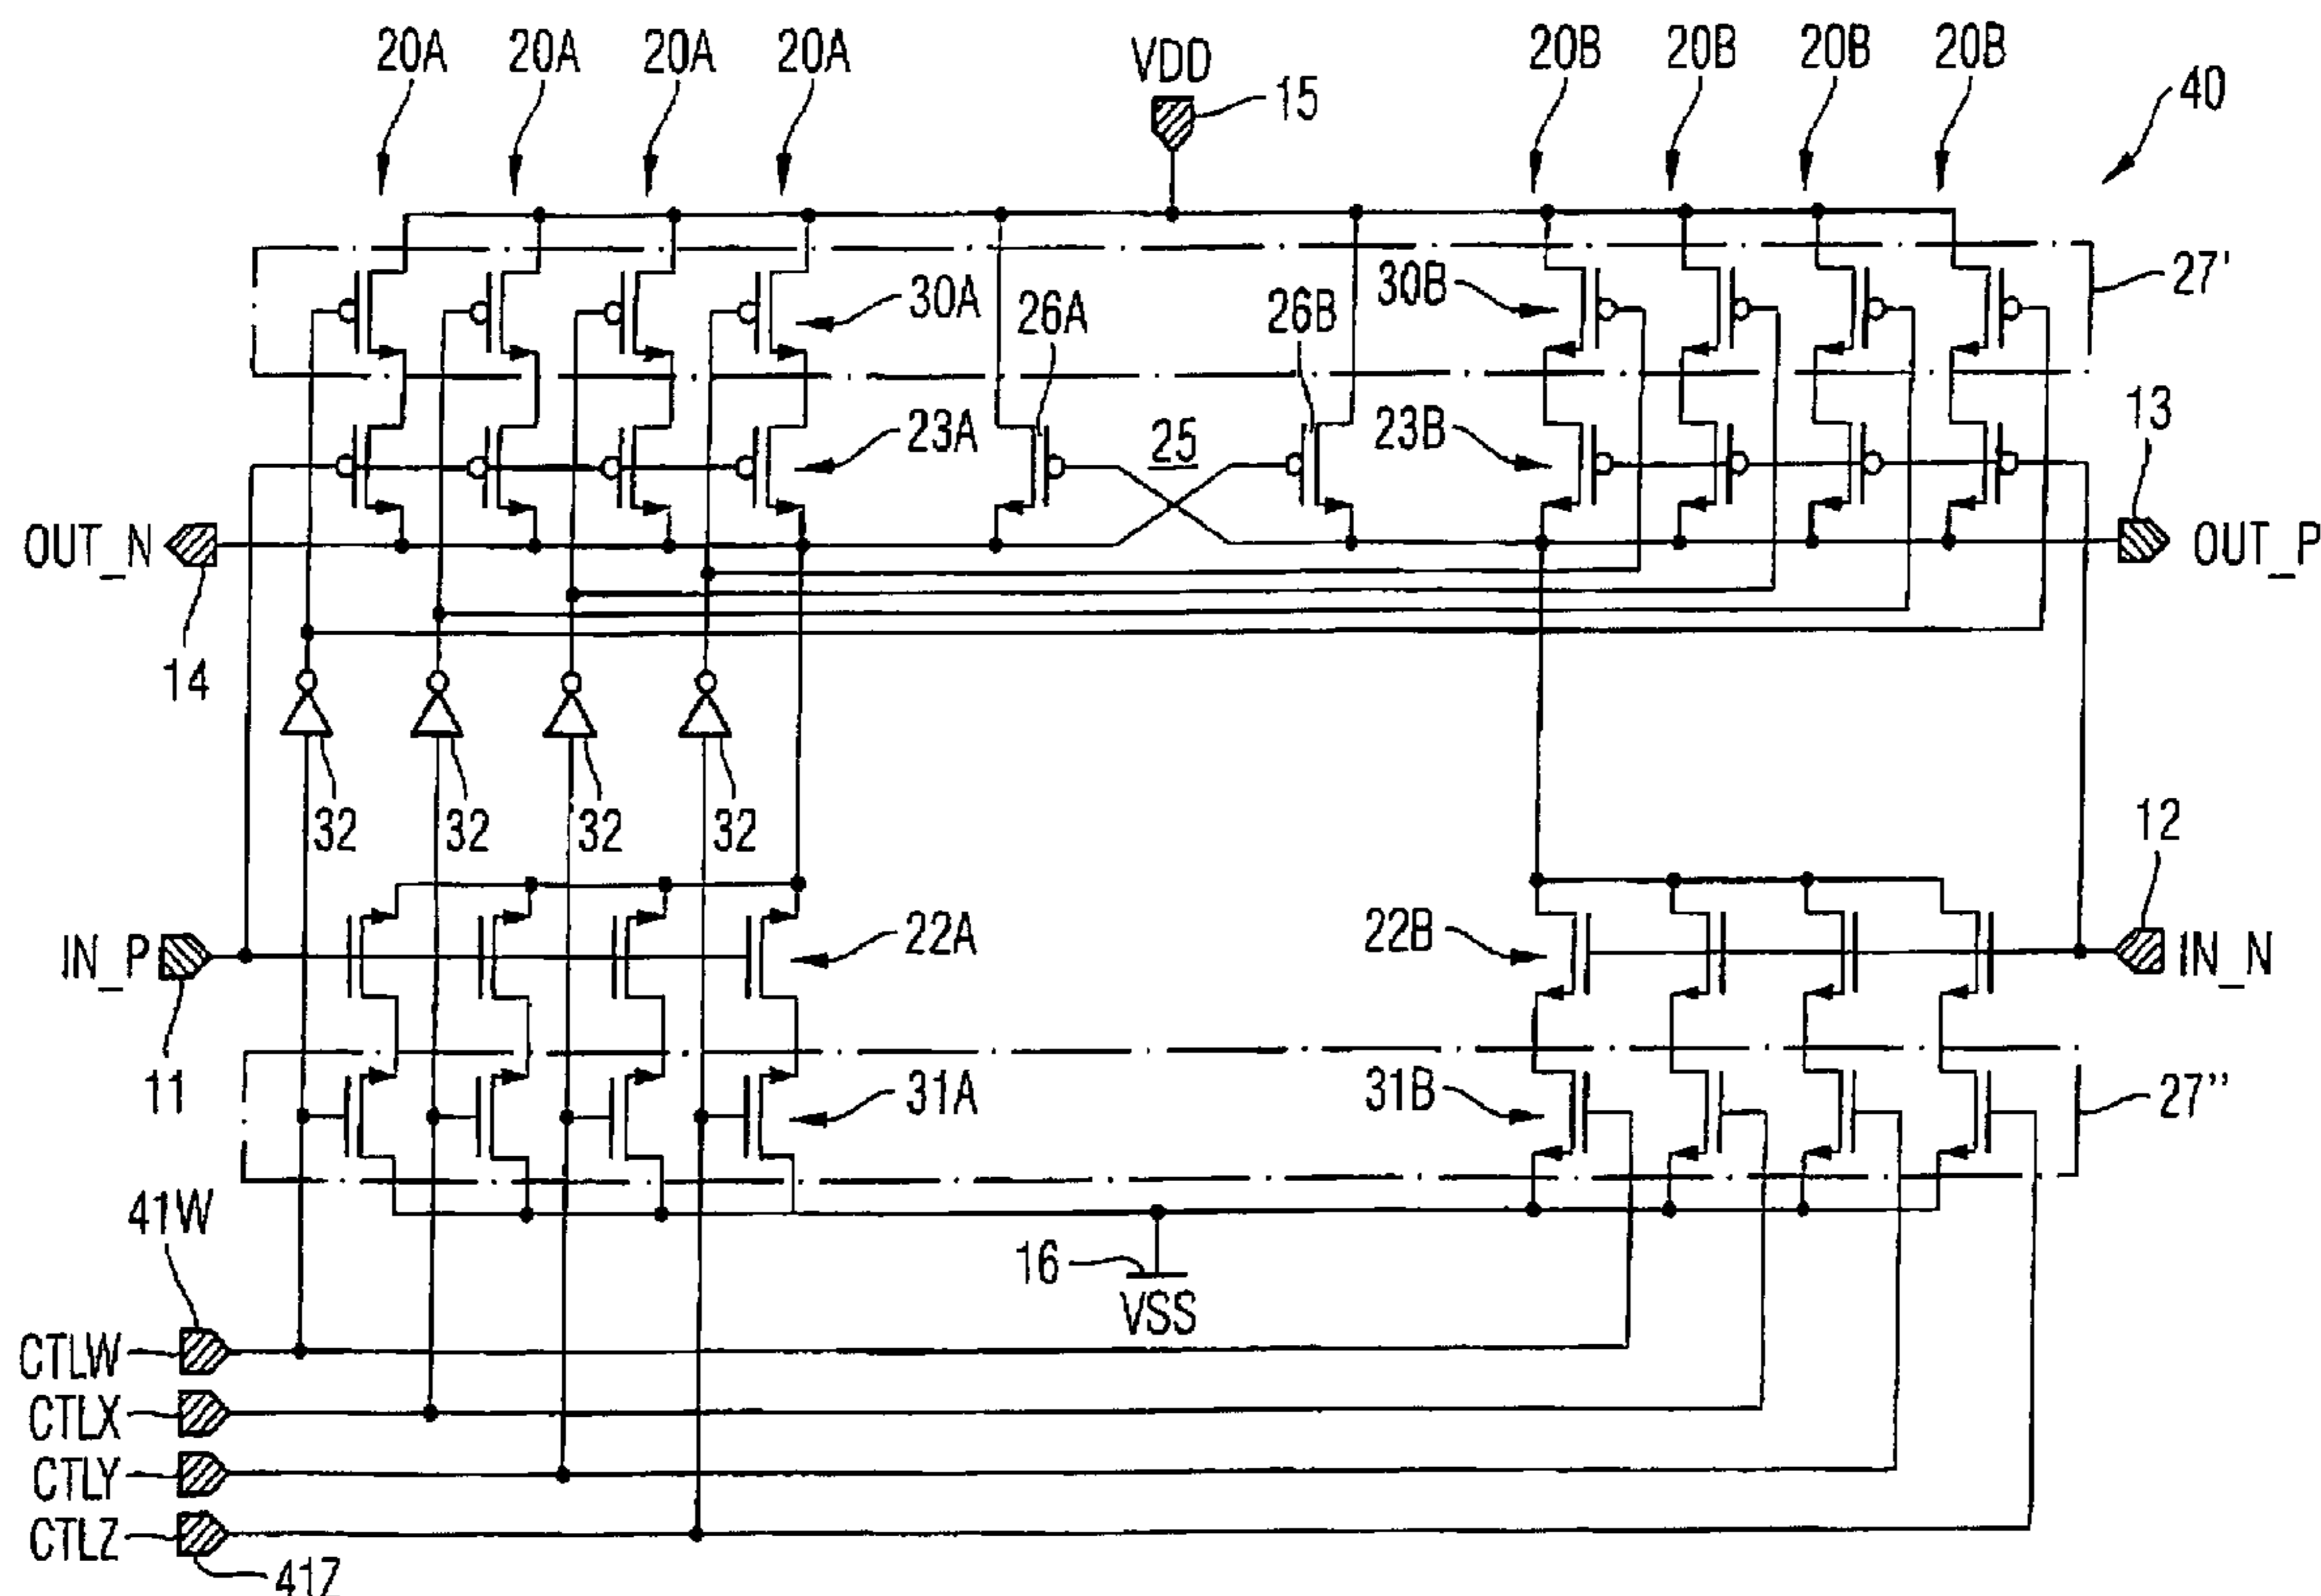 20A 20A 20A 20A VDD 20B 20B 20B 20B
15 40
27'
30A 26A 26B 30B
23A 25 23B 13
OUT_N OUT_P
14
32 32 32 32 12
IN_P 22A 22B IN_N
11 31A 31B 27"
41W
16
VSS
CTLW
CTLX
CTLY
CTLZ
41Z